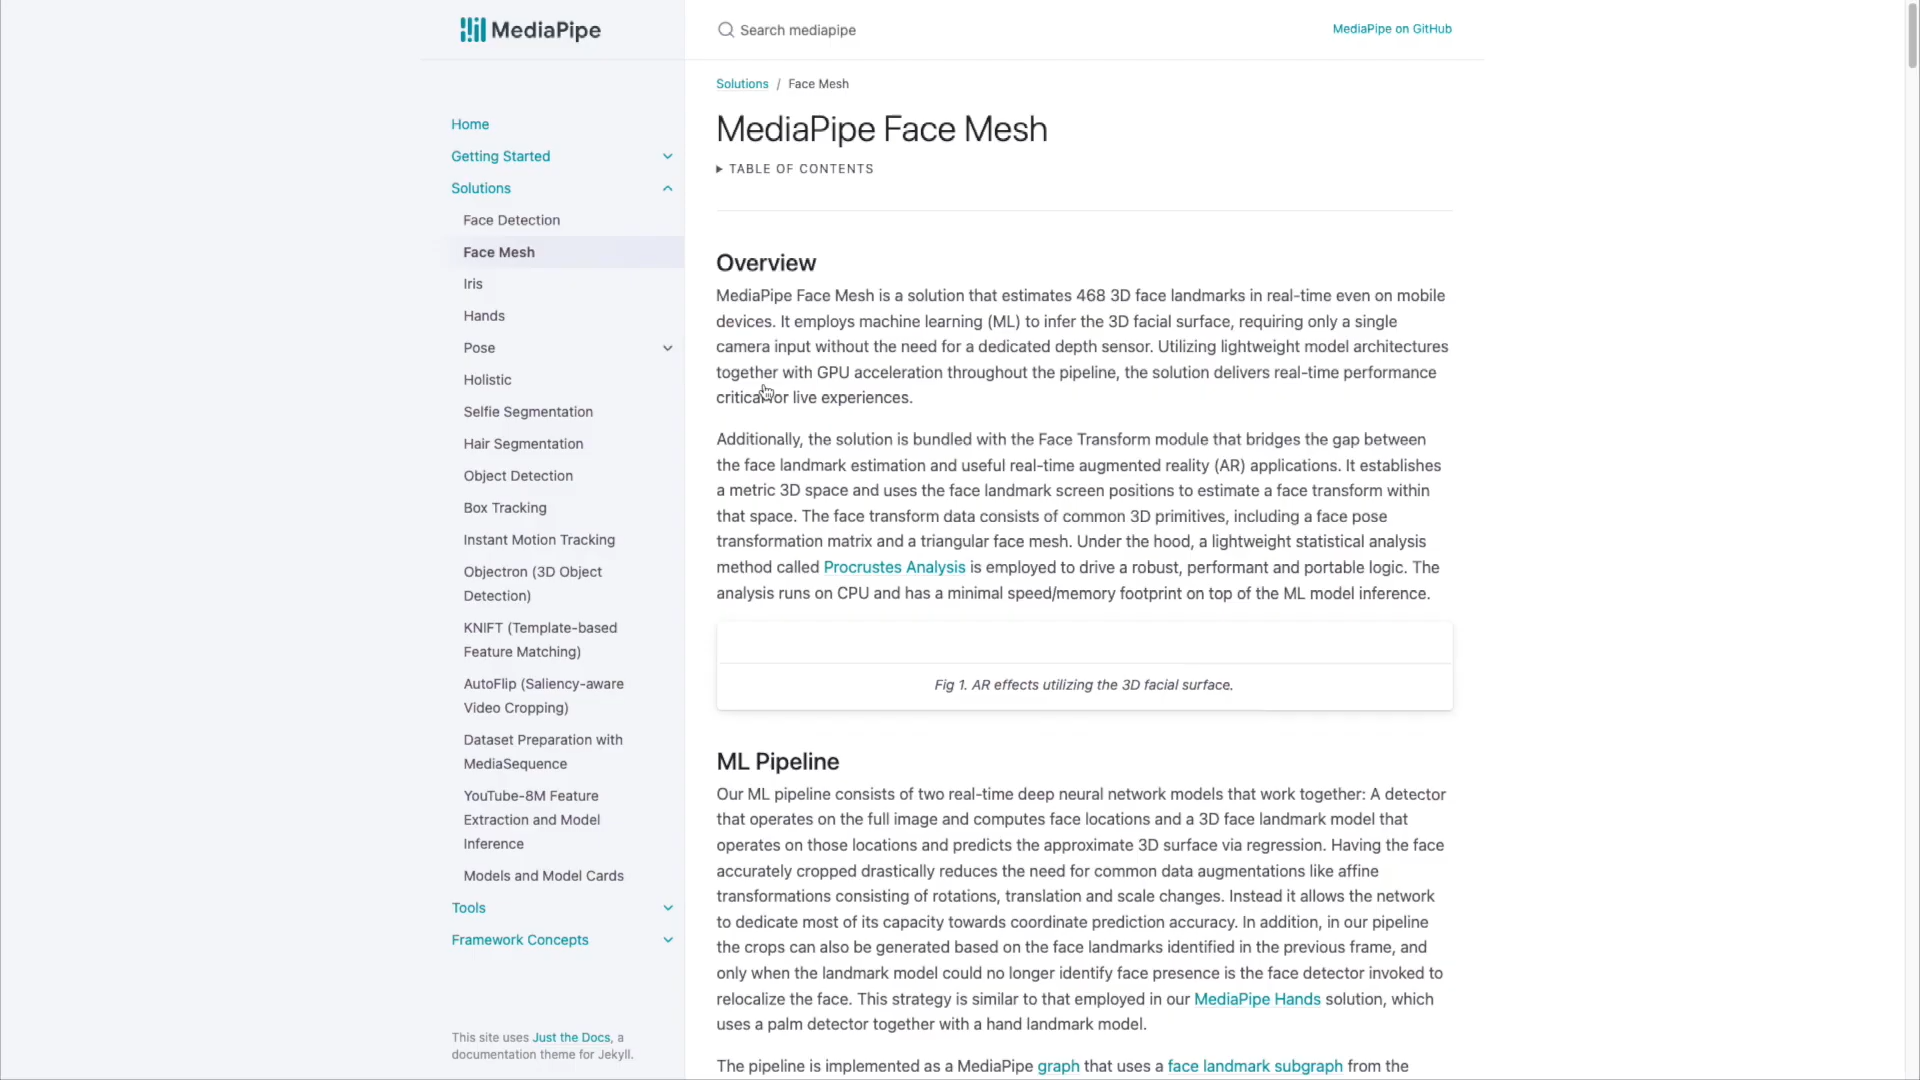 MediaPipe
Search mediapipe
MediaPipe on GitHub
Home
Getting Started
Solutions
Face Detection
Face Mesh
Iris
Hands
Pose
Holistic
Selfie Segmentation
Hair Segmentation
Object Detection
Box Tracking
Instant Motion Tracking
Objectron (3D Object
Detection)
KNIFT (Template-based
Feature Matching)
AutoFlip (Saliency-aware
Video Cropping)
Dataset Preparation with
MediaSequence
YouTube-8M Feature
Extraction and Model
Inference
Models and Model Cards
Tools
Framework Concepts
This site uses Just the Docs, a
documentation theme for Jekyll.
Solutions / Face Mesh
MediaPipe Face Mesh
TABLE OF CONTENTS
Overview
MediaPipe Face Mesh is a solution that estimates 468 3D face landmarks in real-time even on mobile
devices. It employs machine learning (ML) to infer the 3D facial surface, requiring only a single
camera input without the need for a dedicated depth sensor. Utilizing lightweight model architectures
together with GPU acceleration throughout the pipeline, the solution delivers real-time performance
critical for live experiences.
Additionally, the solution is bundled with the Face Transform module that bridges the gap between
the face landmark estimation and useful real-time augmented reality (AR) applications. It establishes
a metric 3D space and uses the face landmark screen positions to estimate a face transform within
that space. The face transform data consists of common 3D primitives, including a face pose
transformation matrix and a triangular face mesh. Under the hood, a lightweight statistical analysis
method called Procrustes Analysis is employed to drive a robust, performant and portable logic. The
analysis runs on CPU and has a minimal speed/memory footprint on top of the ML model inference.
Fig 1. AR effects utilizing the 3D facial surface.
ML Pipeline
Our ML pipeline consists of two real-time deep neural network models that work together: A detector
that operates on the full image and computes face locations and a 3D face landmark model that
operates on those locations and predicts the approximate 3D surface via regression. Having the face
accurately cropped drastically reduces the need for common data augmentations like affine
transformations consisting of rotations, translation and scale changes. Instead it allows the network
to dedicate most of its capacity towards coordinate prediction accuracy. In addition, in our pipeline
the crops can also be generated based on the face landmarks identified in the previous frame, and
only when the landmark model could no longer identify face presence is the face detector invoked to
relocalize the face. This strategy is similar to that employed in our MediaPipe Hands solution, which
uses a palm detector together with a hand landmark model.
The pipeline is implemented as a MediaPipe graph that uses a face landmark subgraph from the